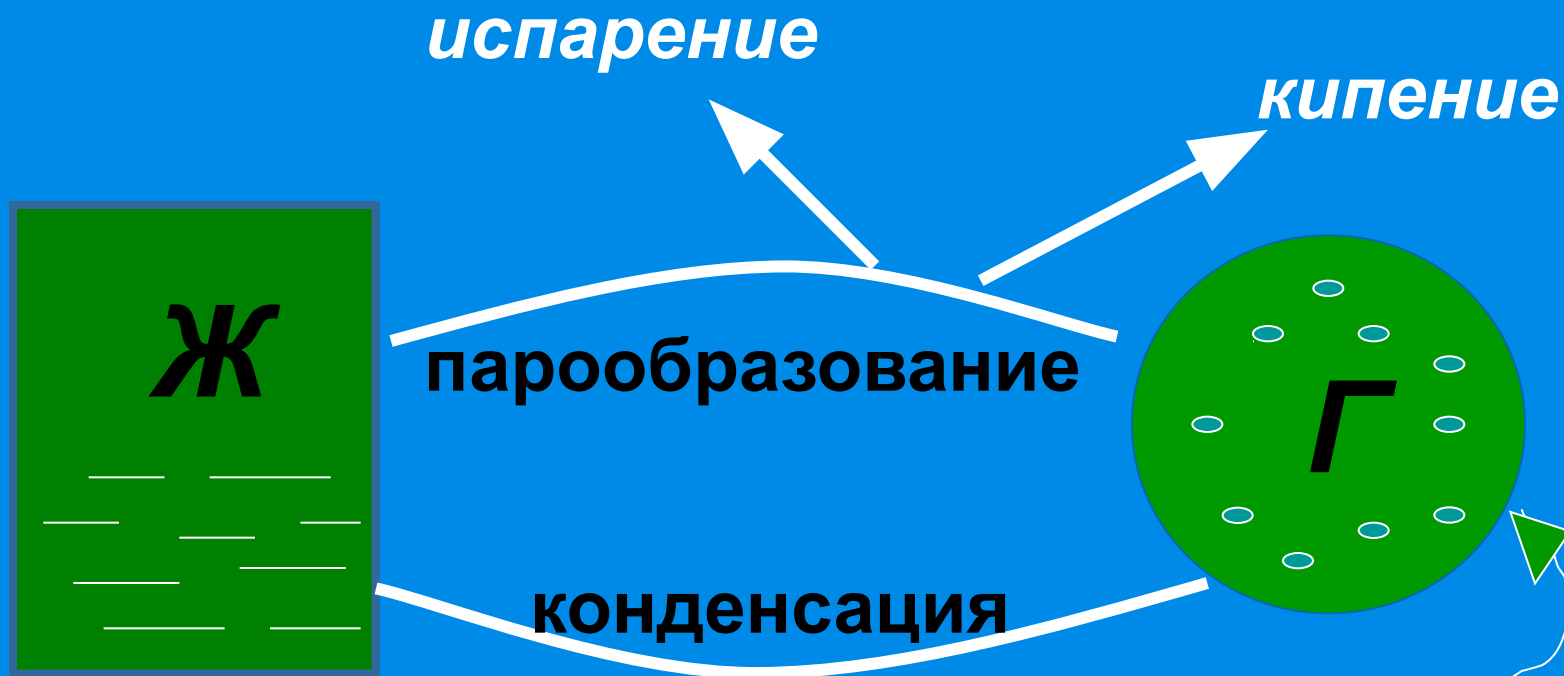 испарение
кипение
Ж
парообразование
Г
конденсация